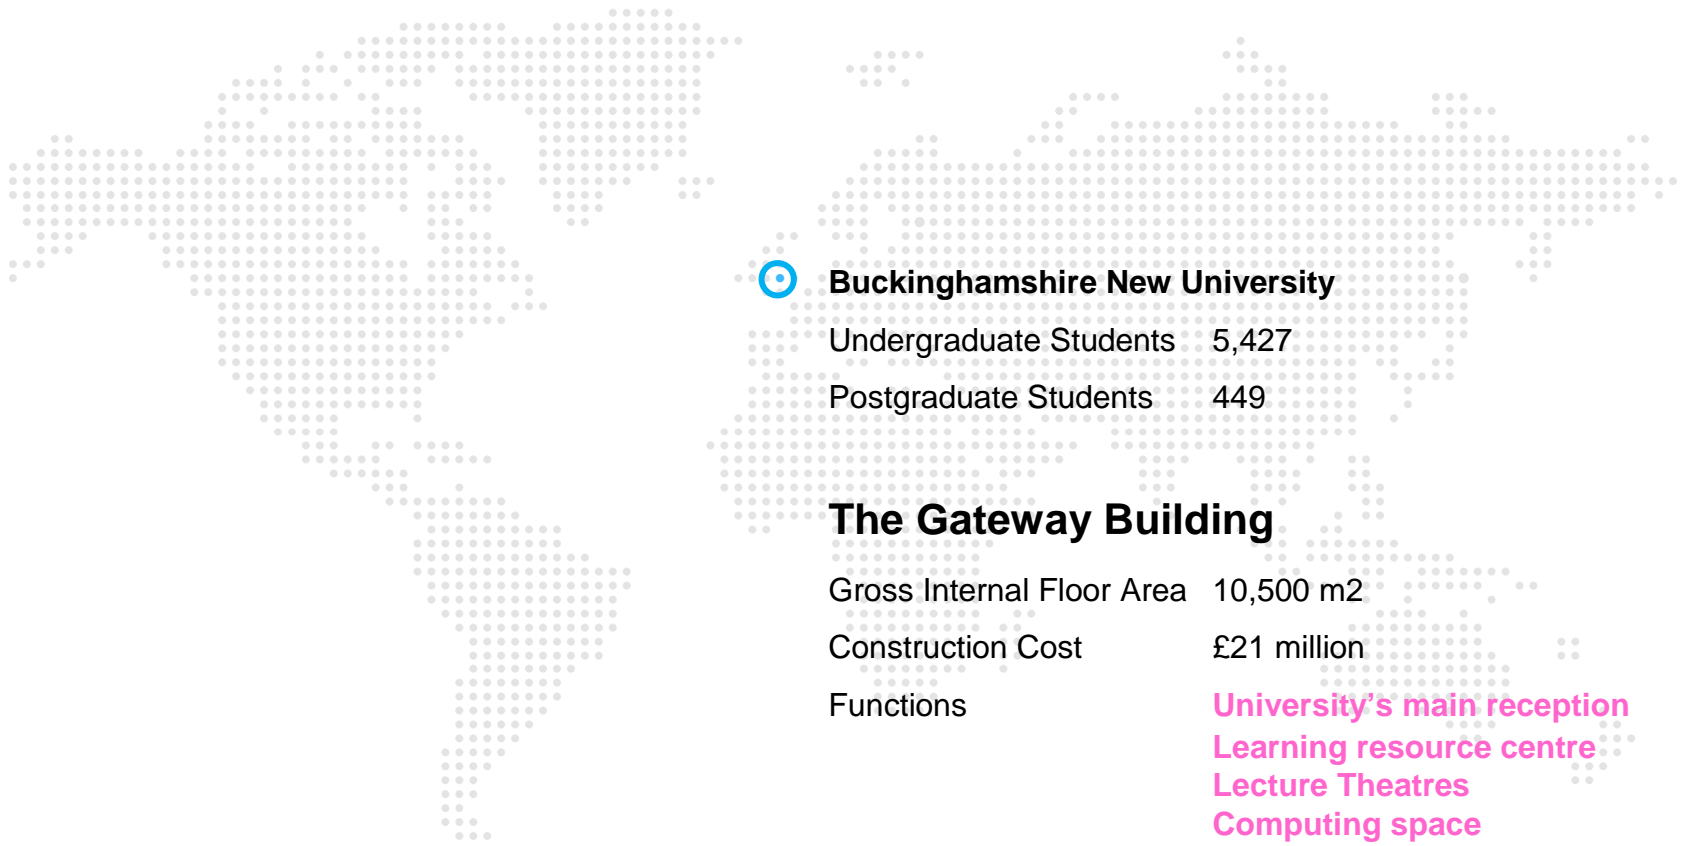 Buckinghamshire New University
Undergraduate Students 5,427
Postgraduate Students 449
The Gateway Building
Gross Internal Floor Area 10,500 m2
Construction Cost £21 million
Functions University’s main reception
Learning resource centre
Lecture Theatres
Computing space